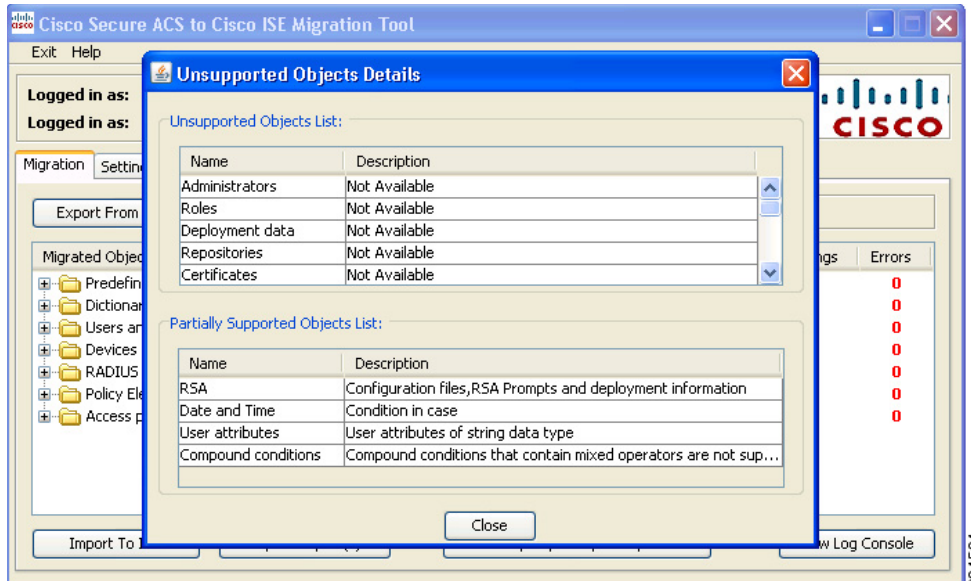 Cisco Secure ACS to Cisco ISE Migration Tool
Exit Help
Unsupported Objects Details
Logged in as:
Logged in as:
CISCO
Migration
Export From
Migrated
Errors
Users
Devices
RADIUS
Policy
Access
0
0
0
0
0
0
0
Unsupported Objects List:
Name Description
Administrators Not Available
Roles Not Available
Deployment data Not Available
Repositories Not Available
Certificates Not Available
Partially Supported Objects List:
Name Description
RSA Configuration files,RSA Prompts and deployment information
Date and Time Condition in case
User attributes User attributes of string data type
Compound conditions Compound conditions that contain mixed operators are not sup...
Close
Import To
Log Console